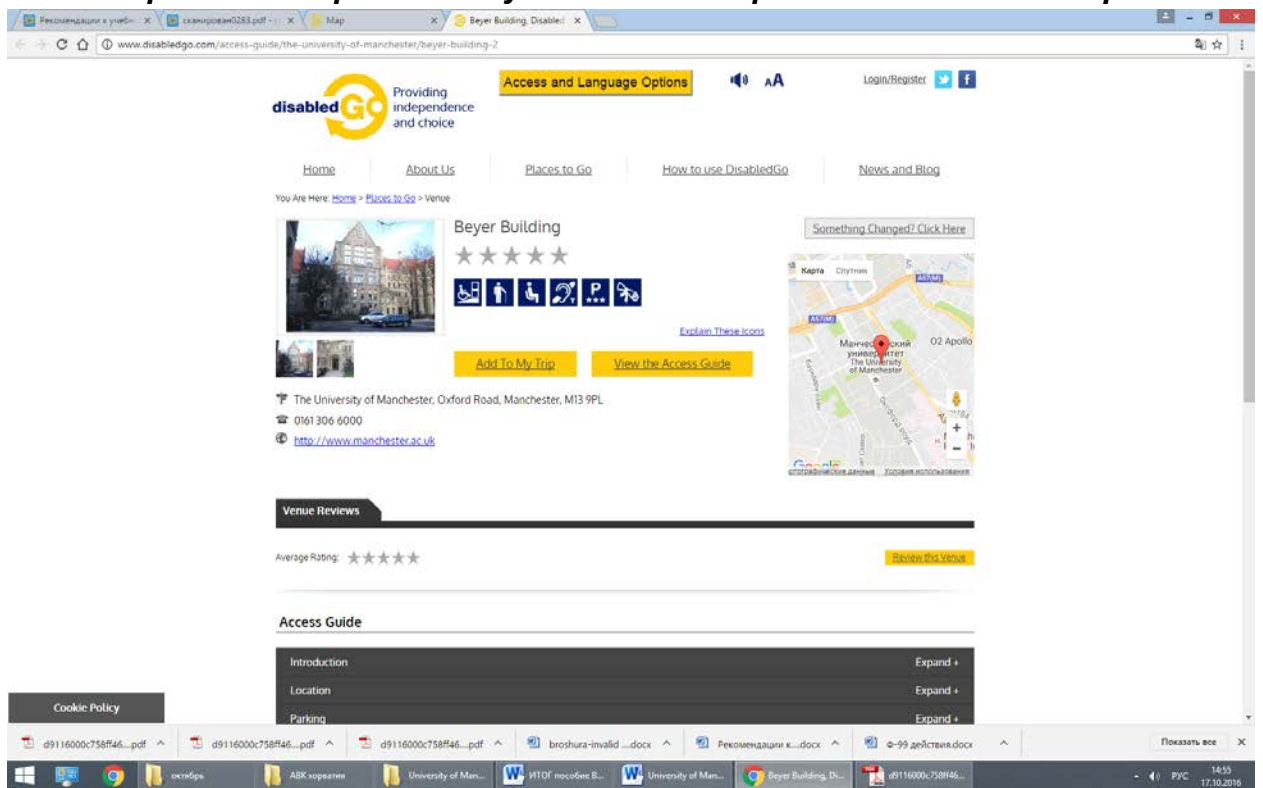 Рекомендации к учебн
сканирован0283.pdf
Map
Beyer Building, Disabled
www.disabledgo.com/access-guide/the-university-of-manchester/beyer-building-2
disabledGo
Providing
independence
and choice
Access and Language Options
AA
Login/Register
Home
About Us
Places to Go
How to use DisabledGo
News and Blog
You Are Here: Home > Places to Go > Venue
Beyer Building
Something Changed? Click Here
Explain These Icons
Add To My Trip
View the Access Guide
The University of Manchester, Oxford Road, Manchester, M13 9PL
0161 306 6000
http://www.manchester.ac.uk
Карта
Спутник
A57(M)
A57(M)
O2 Apollo
The University
of Manchester
Google
Условия использования
Venue Reviews
Average Rating:
Review this Venue
Access Guide
Introduction
Expand +
Location
Expand +
Parking
Expand +
Cookie Policy
d9116000c758ff46....pdf
d9116000c758ff46....pdf
d9116000c758ff46....pdf
broshura-invalid ....docx
Рекомендации к....docx
Ф-99 действия.docx
Показать все
октябрь
АВК хорватия
University of Man...
ИТОГ пособие В...
University of Man...
Beyer Building, Di...
d9116000c758ff46...
РУС
14:55
17.10.2016